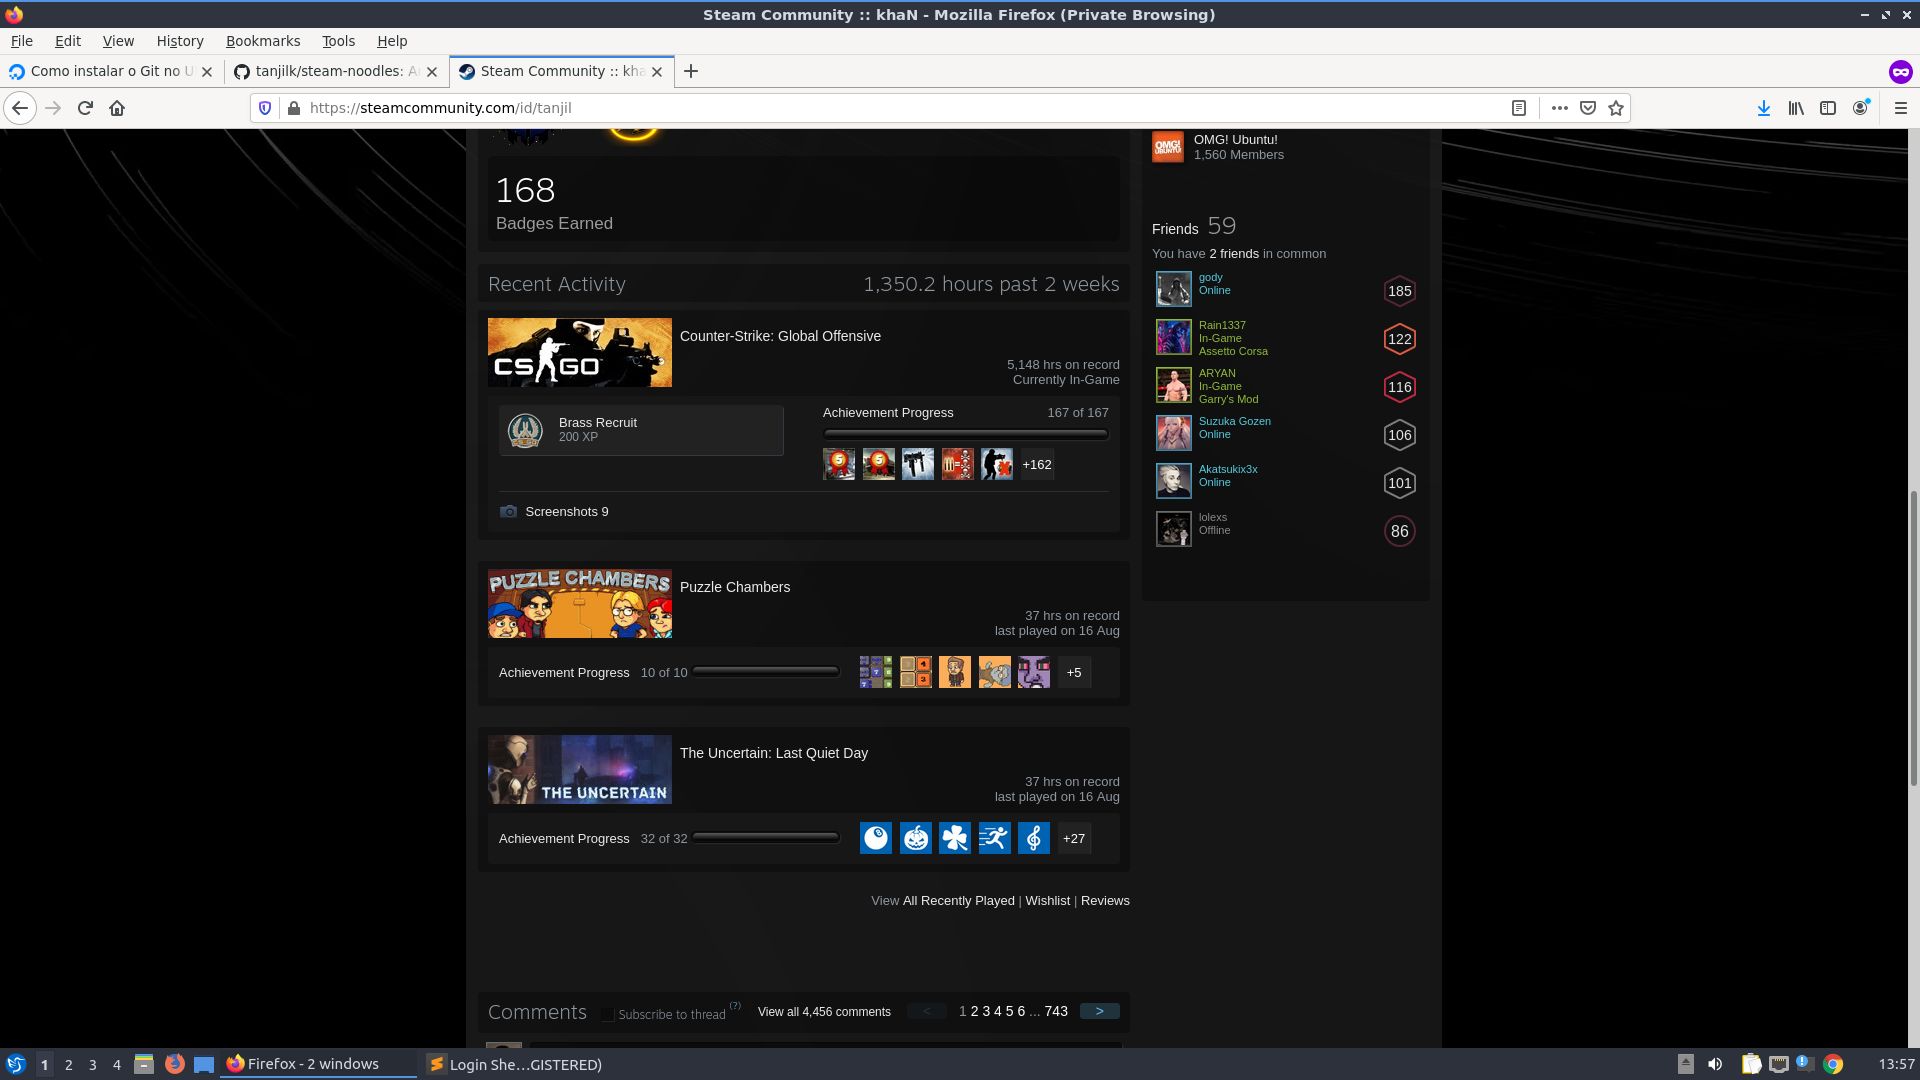 Steam Community :: khaN - Mozilla Firefox (Private Browsing)
File Edit View History Bookmarks Tools Help
Como instalar o Git no U
tanjilk/steam-noodles: A
Steam Community :: kha
https://steamcommunity.com/id/tanjil
OMG! UBUNTU!
OMG! Ubuntu!
1,560 Members
168
Badges Earned
Friends 59
You have 2 friends in common
gody
Online
185
Rain1337
In-Game
Assetto Corsa
122
ARYAN
In-Game
Garry's Mod
116
Suzuka Gozen
Online
106
Akatsukix3x
Online
101
lolexs
Offline
86
Recent Activity 1,350.2 hours past 2 weeks
CS GO
Counter-Strike: Global Offensive
5,148 hrs on record
Currently In-Game
Brass Recruit
200 XP
Achievement Progress 167 of 167
+162
Screenshots 9
PUZZLE CHAMBERS
Puzzle Chambers
37 hrs on record
last played on 16 Aug
Achievement Progress 10 of 10
+5
THE UNCERTAIN
The Uncertain: Last Quiet Day
37 hrs on record
last played on 16 Aug
Achievement Progress 32 of 32
+27
View All Recently Played | Wishlist | Reviews
Comments Subscribe to thread (?) View all 4,456 comments < 1 2 3 4 5 6 ... 743 >
1 2 3 4 Firefox - 2 windows Login She...GISTERED) 13:57